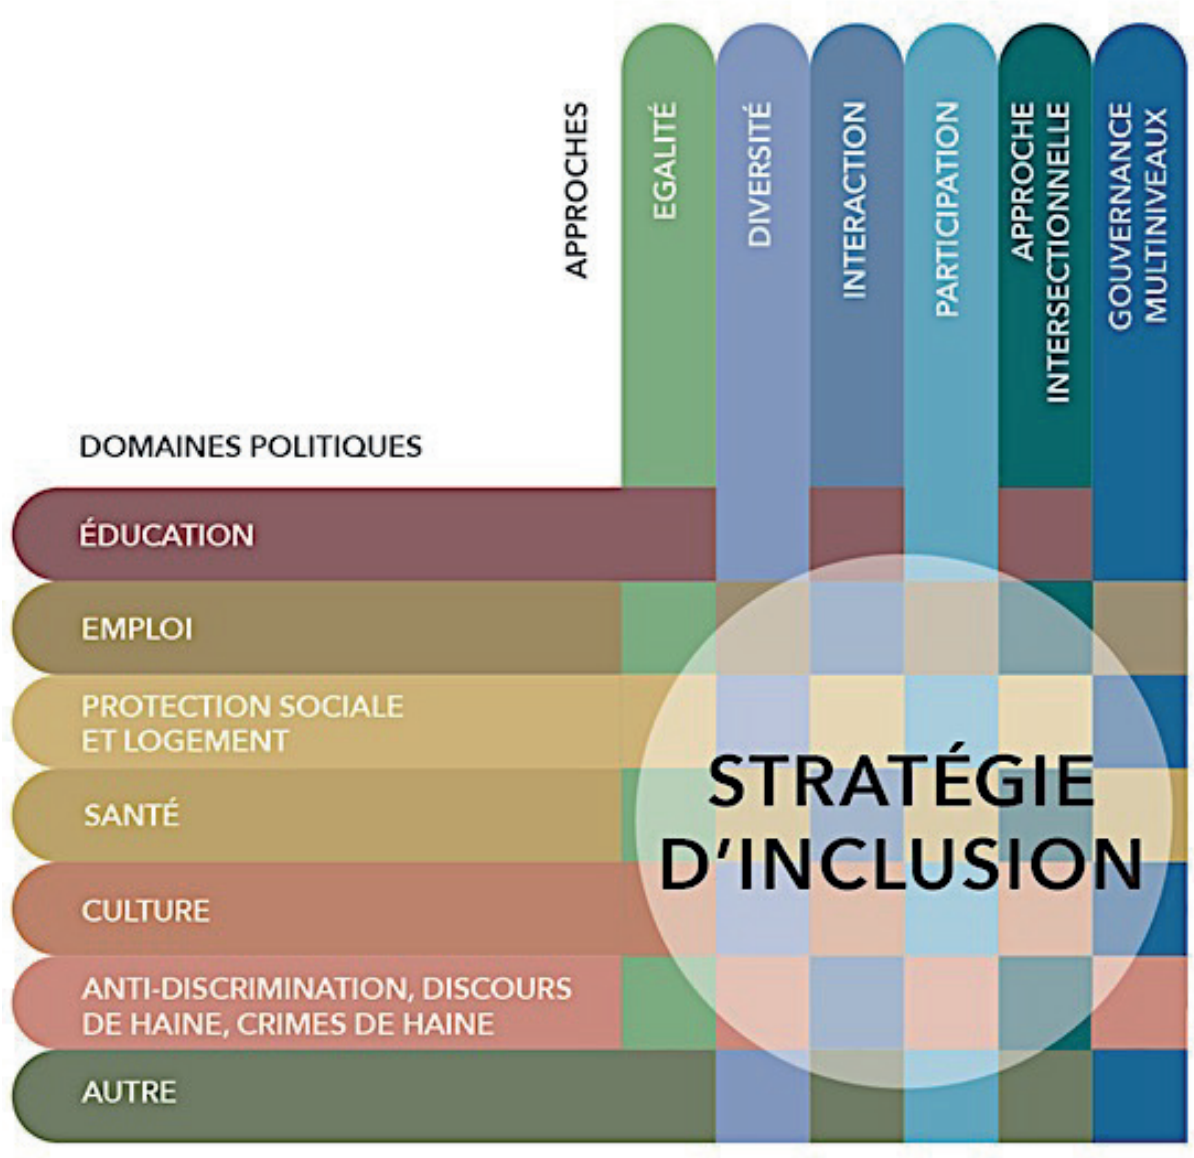 APPROCHES
EGALITÉ
DIVERSITÉ
INTERACTION
PARTICIPATION
APPROCHE
INTERSECTIONNELLE
GOUVERNANCE
MULTINIVEAUX
DOMAINES POLITIQUES
ÉDUCATION
EMPLOI
PROTECTION SOCIALE
ET LOGEMENT
SANTÉ
CULTURE
ANTI-DISCRIMINATION, DISCOURS
DE HAINE, CRIMES DE HAINE
AUTRE
STRATÉGIE
D’INCLUSION